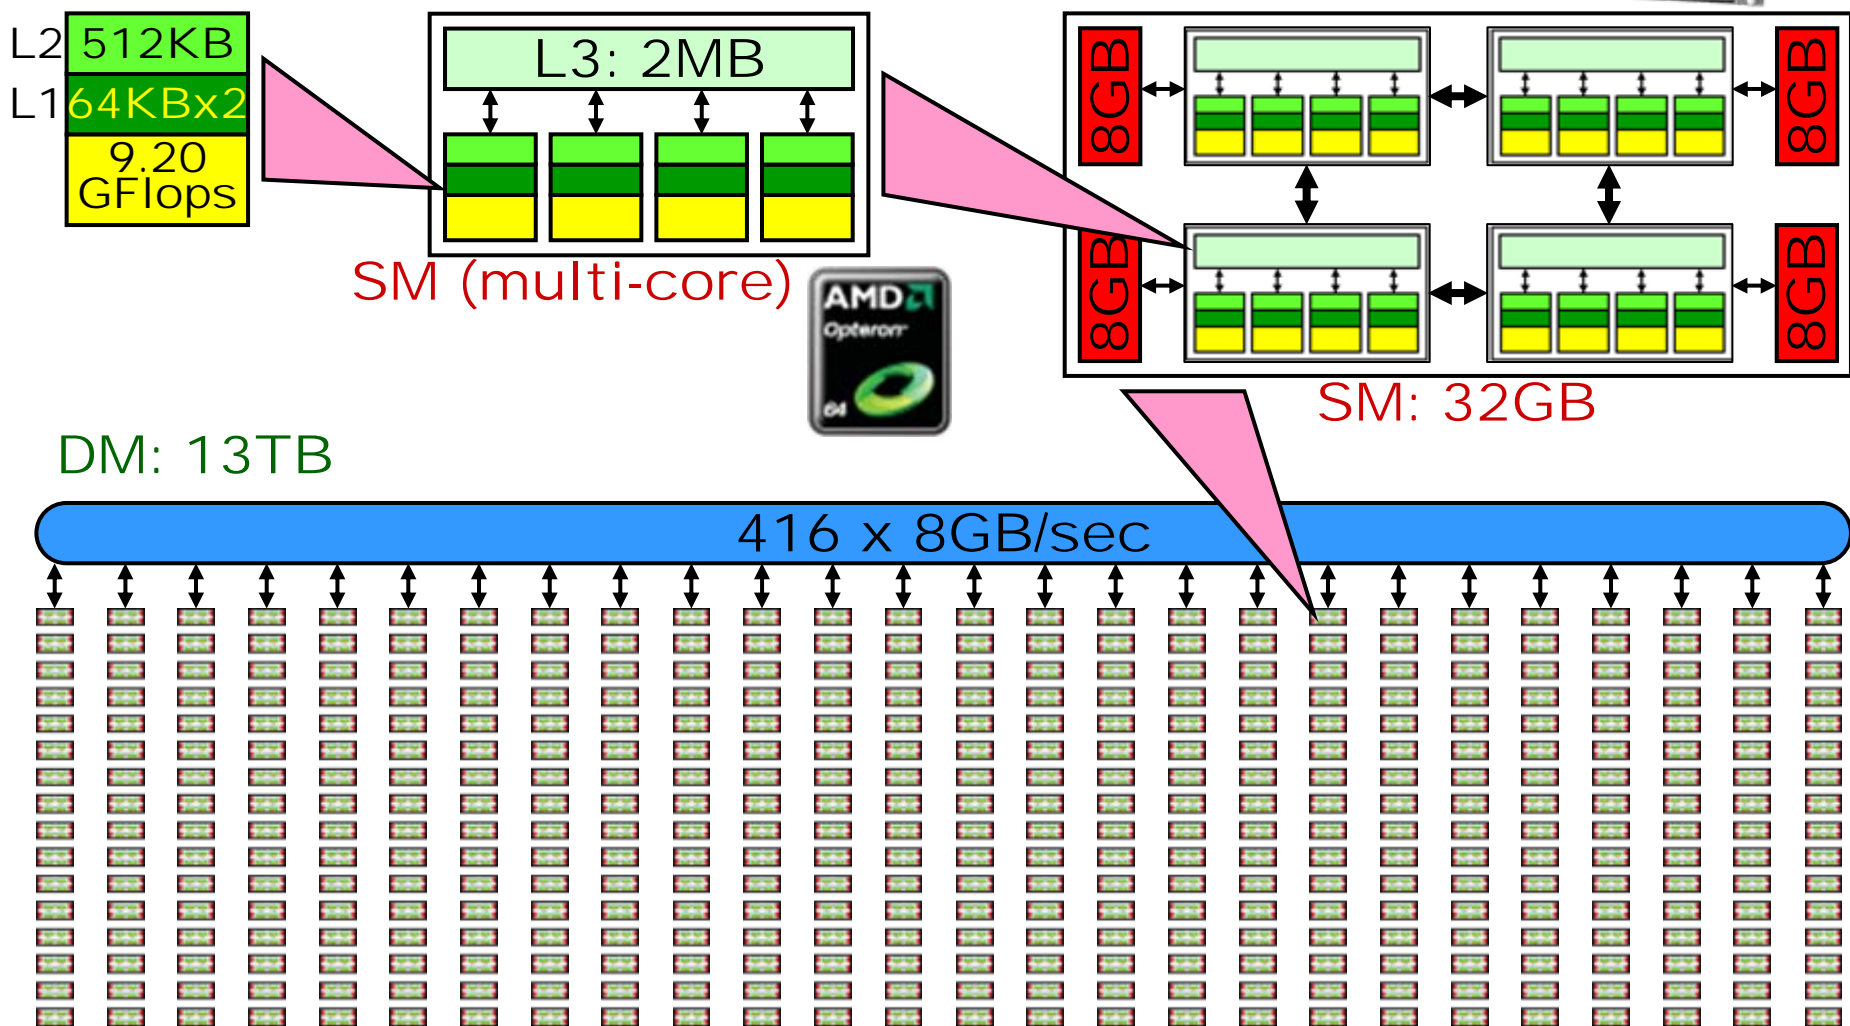 L2 512KB
L1 64KBx2
9.20
GFlops
L3: 2MB
SM (multi-core)
AMD
Opteron
64
8GB
8GB
8GB
8GB
SM: 32GB
DM: 13TB
416 x 8GB/sec